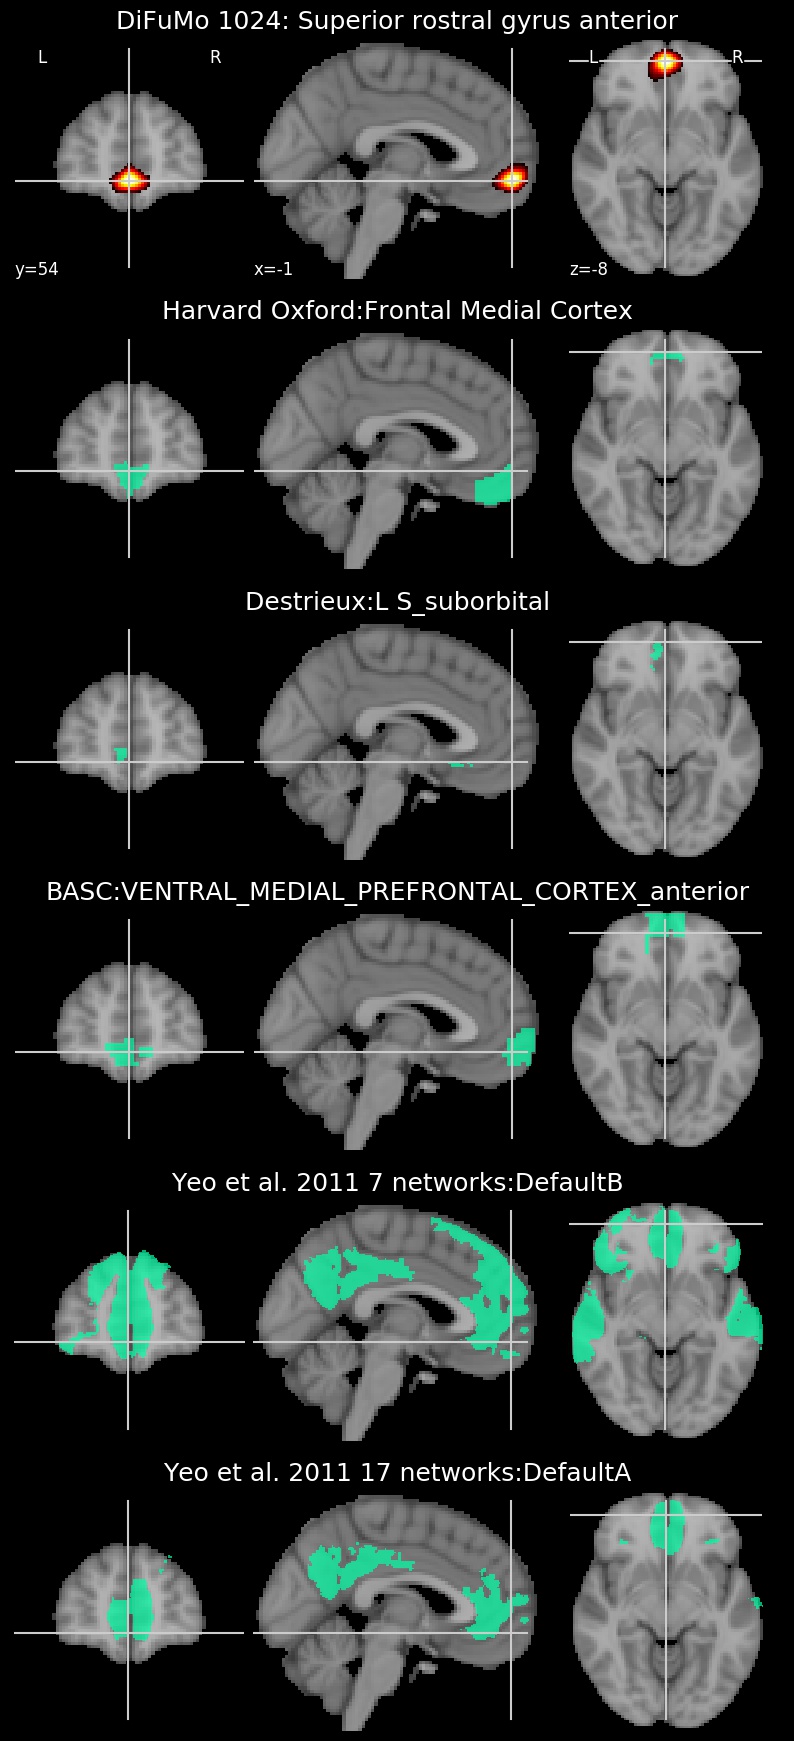 DiFuMo 1024: Superior rostral gyrus anterior
L R L R
y=54 x=-1 z=-8
Harvard Oxford:Frontal Medial Cortex
Destrieux:L S_suborbital
BASC:VENTRAL_MEDIAL_PREFRONTAL_CORTEX_anterior
Yeo et al. 2011 7 networks:DefaultB
Yeo et al. 2011 17 networks:DefaultA